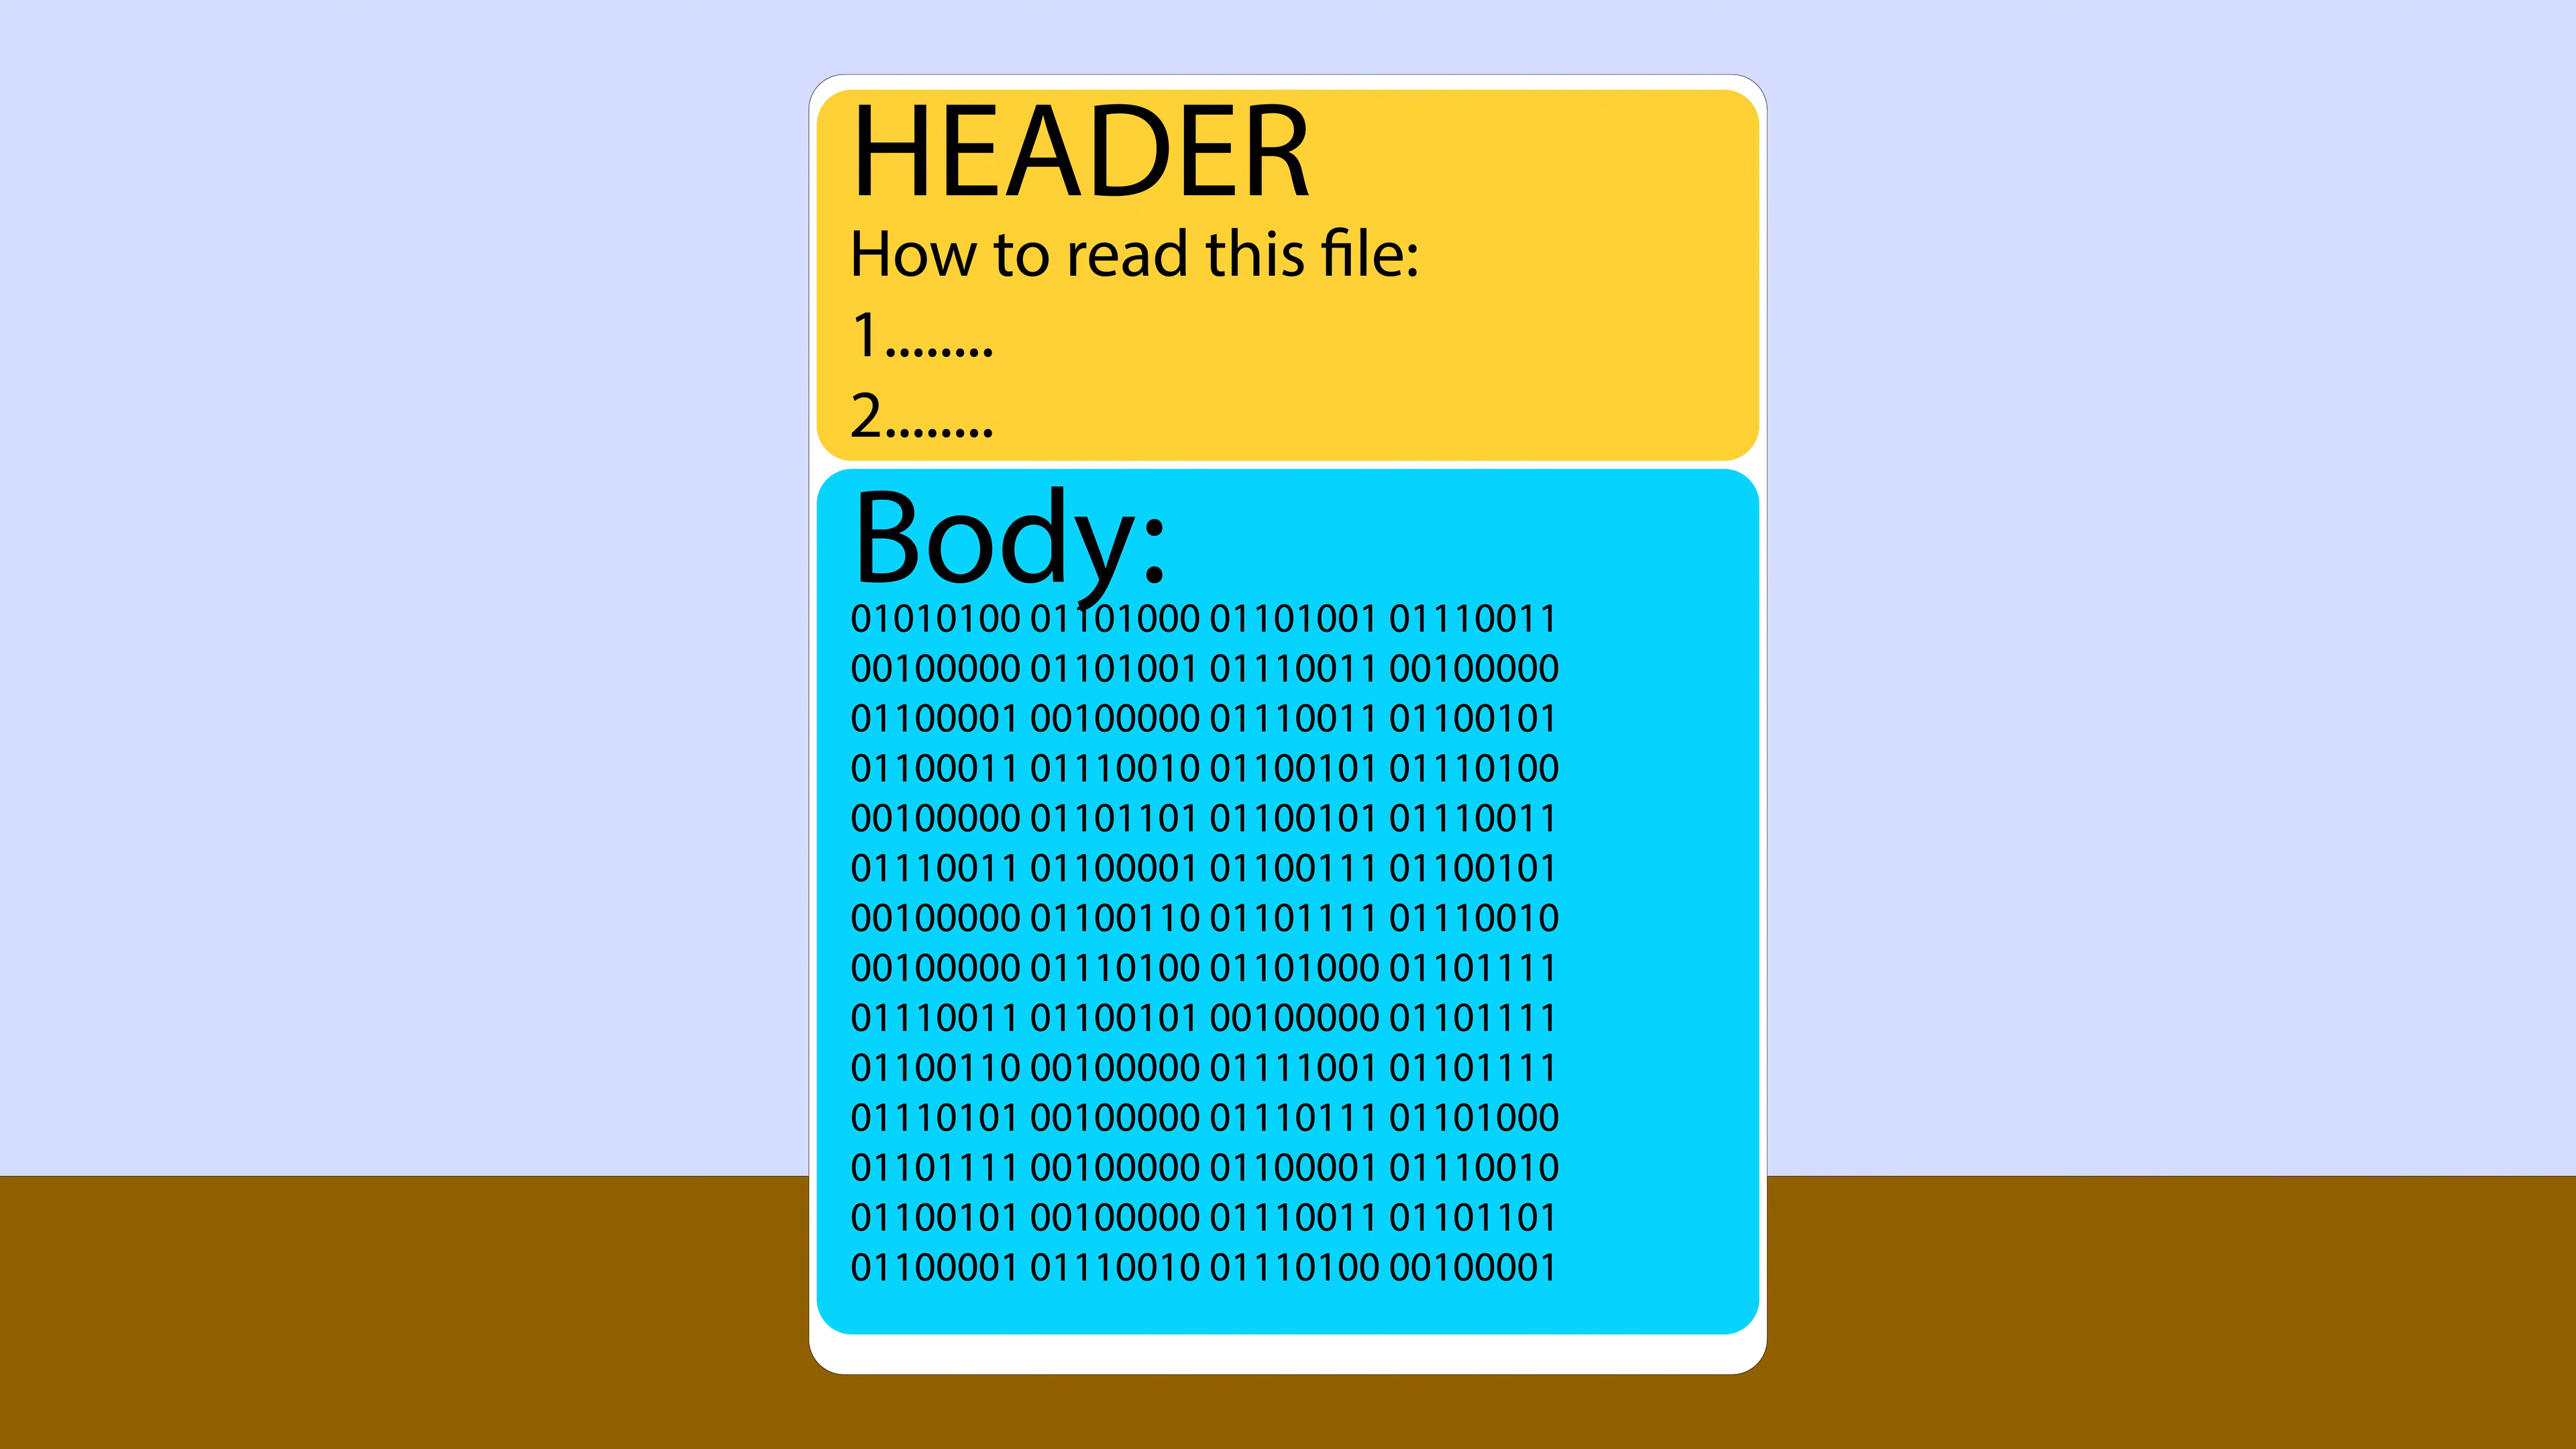 HEADER
How to read this file:
1........
2........
Body:
01010100 01101000 01101001 01110011
00100000 01101001 01110011 00100000
01100001 00100000 01110011 01100101
01100011 01110010 01100101 01110100
00100000 01101101 01100101 01110011
01110011 01100001 01100111 01100101
00100000 01100110 01101111 01110010
00100000 01110100 01101000 01101111
01110011 01100101 00100000 01101111
01100110 00100000 01111001 01101111
01110101 00100000 01110111 01101000
01101111 00100000 01100001 01110010
01100101 00100000 01110011 01101101
01100001 01110010 01110100 00100001